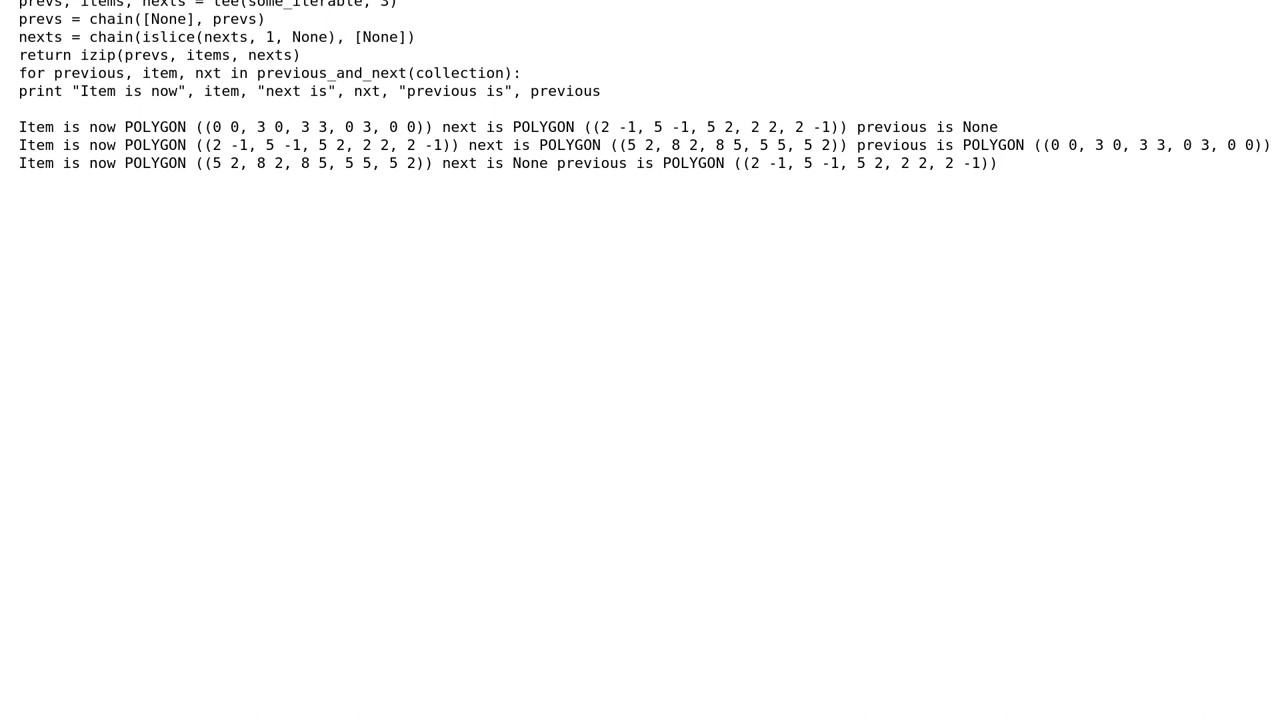 prevs, items, nexts = tee(some_iterable, 3)
prevs = chain([None], prevs)
nexts = chain(islice(nexts, 1, None), [None])
return izip(prevs, items, nexts)
for previous, item, nxt in previous_and_next(collection):
print "Item is now", item, "next is", nxt, "previous is", previous
Item is now POLYGON ((0 0, 3 0, 3 3, 0 3, 0 0)) next is POLYGON ((2 -1, 5 -1, 5 2, 2 2, 2 -1)) previous is None
Item is now POLYGON ((2 -1, 5 -1, 5 2, 2 2, 2 -1)) next is POLYGON ((5 2, 8 2, 8 5, 5 5, 5 2)) previous is POLYGON ((0 0, 3 0, 3 3, 0 3, 0 0))
Item is now POLYGON ((5 2, 8 2, 8 5, 5 5, 5 2)) next is None previous is POLYGON ((2 -1, 5 -1, 5 2, 2 2, 2 -1))